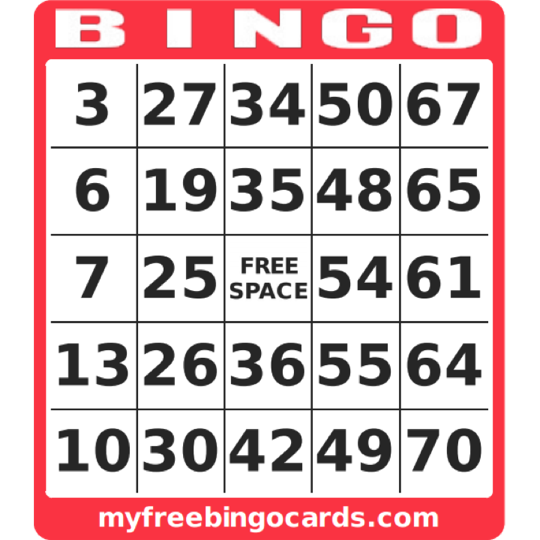 B I N G O
3 27 34 50 67
6 19 35 48 65
7 25 FREE SPACE 54 61
13 26 36 55 64
10 30 42 49 70
myfreebingocards.com